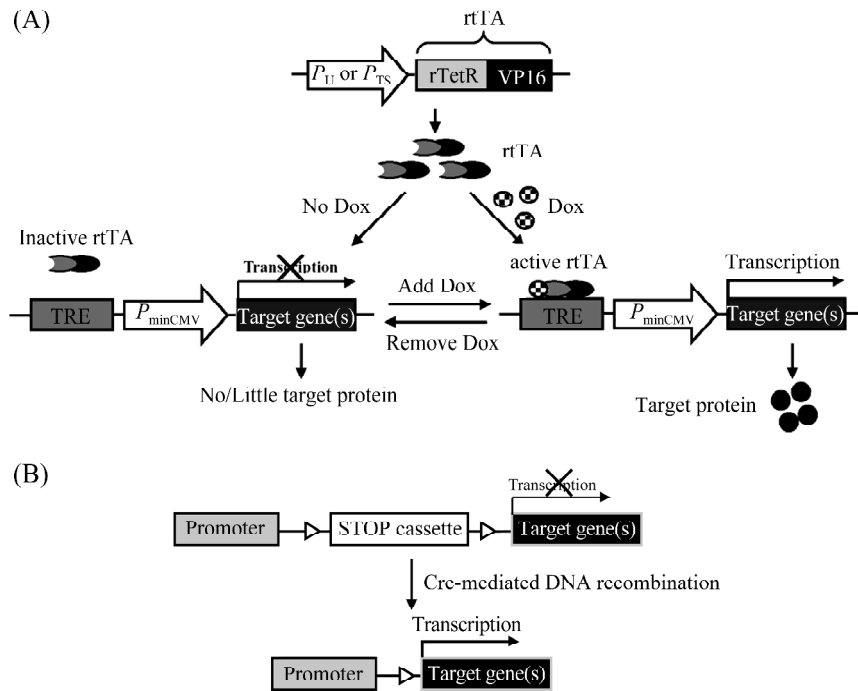 (A)
rtTA
P_U or P_TS
rTetR
VP16
rtTA
No Dox
Dox
Inactive rtTA
Transcription
active rtTA
Transcription
TRE
P_minCMV
Target gene(s)
Add Dox
Remove Dox
TRE
P_minCMV
Target gene(s)
No/Little target protein
Target protein
(B)
Transcription
Promoter
STOP cassette
Target gene(s)
Cre-mediated DNA recombination
Transcription
Promoter
Target gene(s)